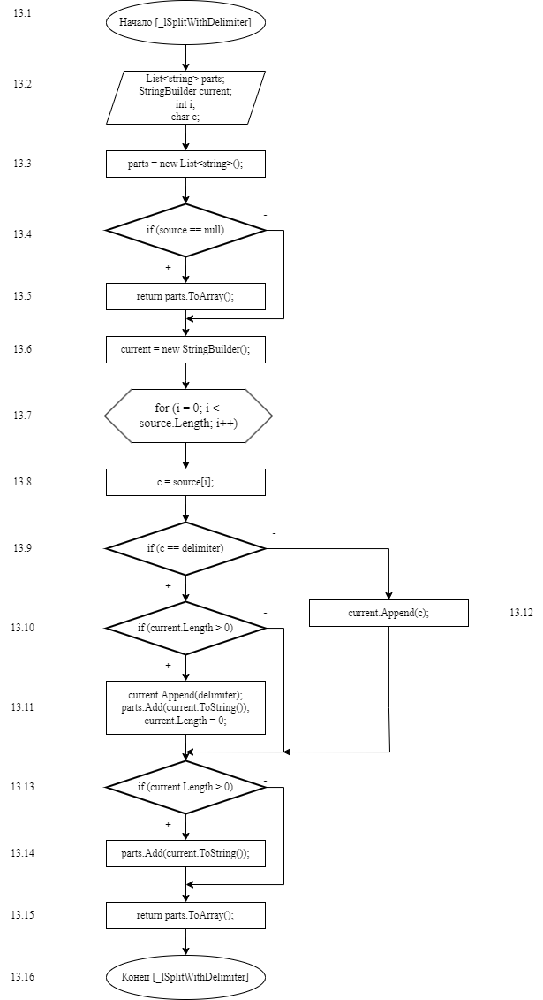 13.1
Начало [_lSplitWithDelimiter]
13.2
List<string> parts;
StringBuilder current;
int i;
char c;
13.3
parts = new List<string>();
-
13.4
if (source == null)
+
13.5
return parts.ToArray();
13.6
current = new StringBuilder();
13.7
for (i = 0; i <
source.Length; i++)
13.8
c = source[i];
-
13.9
if (c == delimiter)
+
-
current.Append(c);
13.12
13.10
if (current.Length > 0)
+
13.11
current.Append(delimiter);
parts.Add(current.ToString());
current.Length = 0;
-
13.13
if (current.Length > 0)
+
13.14
parts.Add(current.ToString());
13.15
return parts.ToArray();
13.16
Конец [_lSplitWithDelimiter]